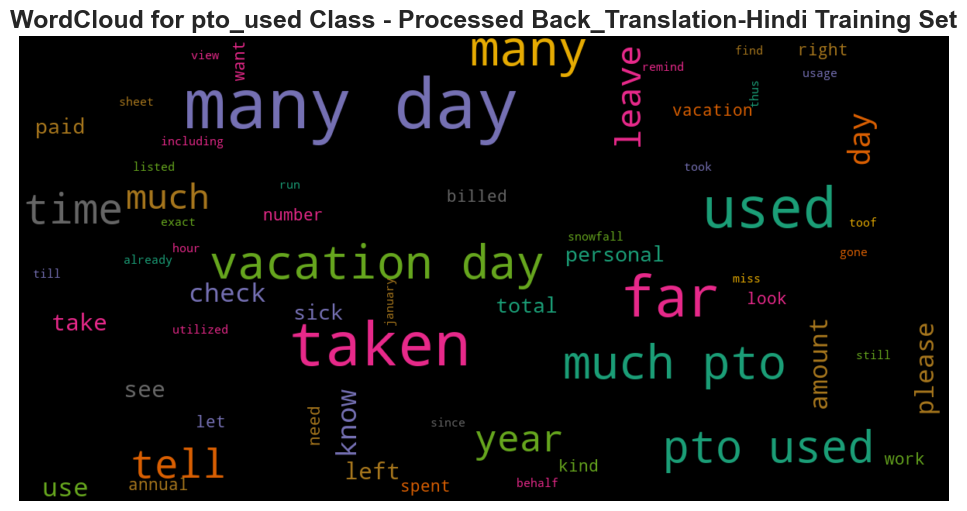 WordCloud for pto_used Class - Processed Back_Translation-Hindi Training Set
many
view
want
find
right
remind
usage
leave
many day
sheet
thus
vacation
paid
day
including
listed
took
run
much
time
billed
used
number
exact
toof
snowfall
hour
personal
gone
already
vacation day
till
miss
check
far
january
look
total
sick
take
utilized
taken
much pto
amount
please
still
see
know
need
let
since
year
pto used
tell
left
kind
work
use
annual
spent
behalf